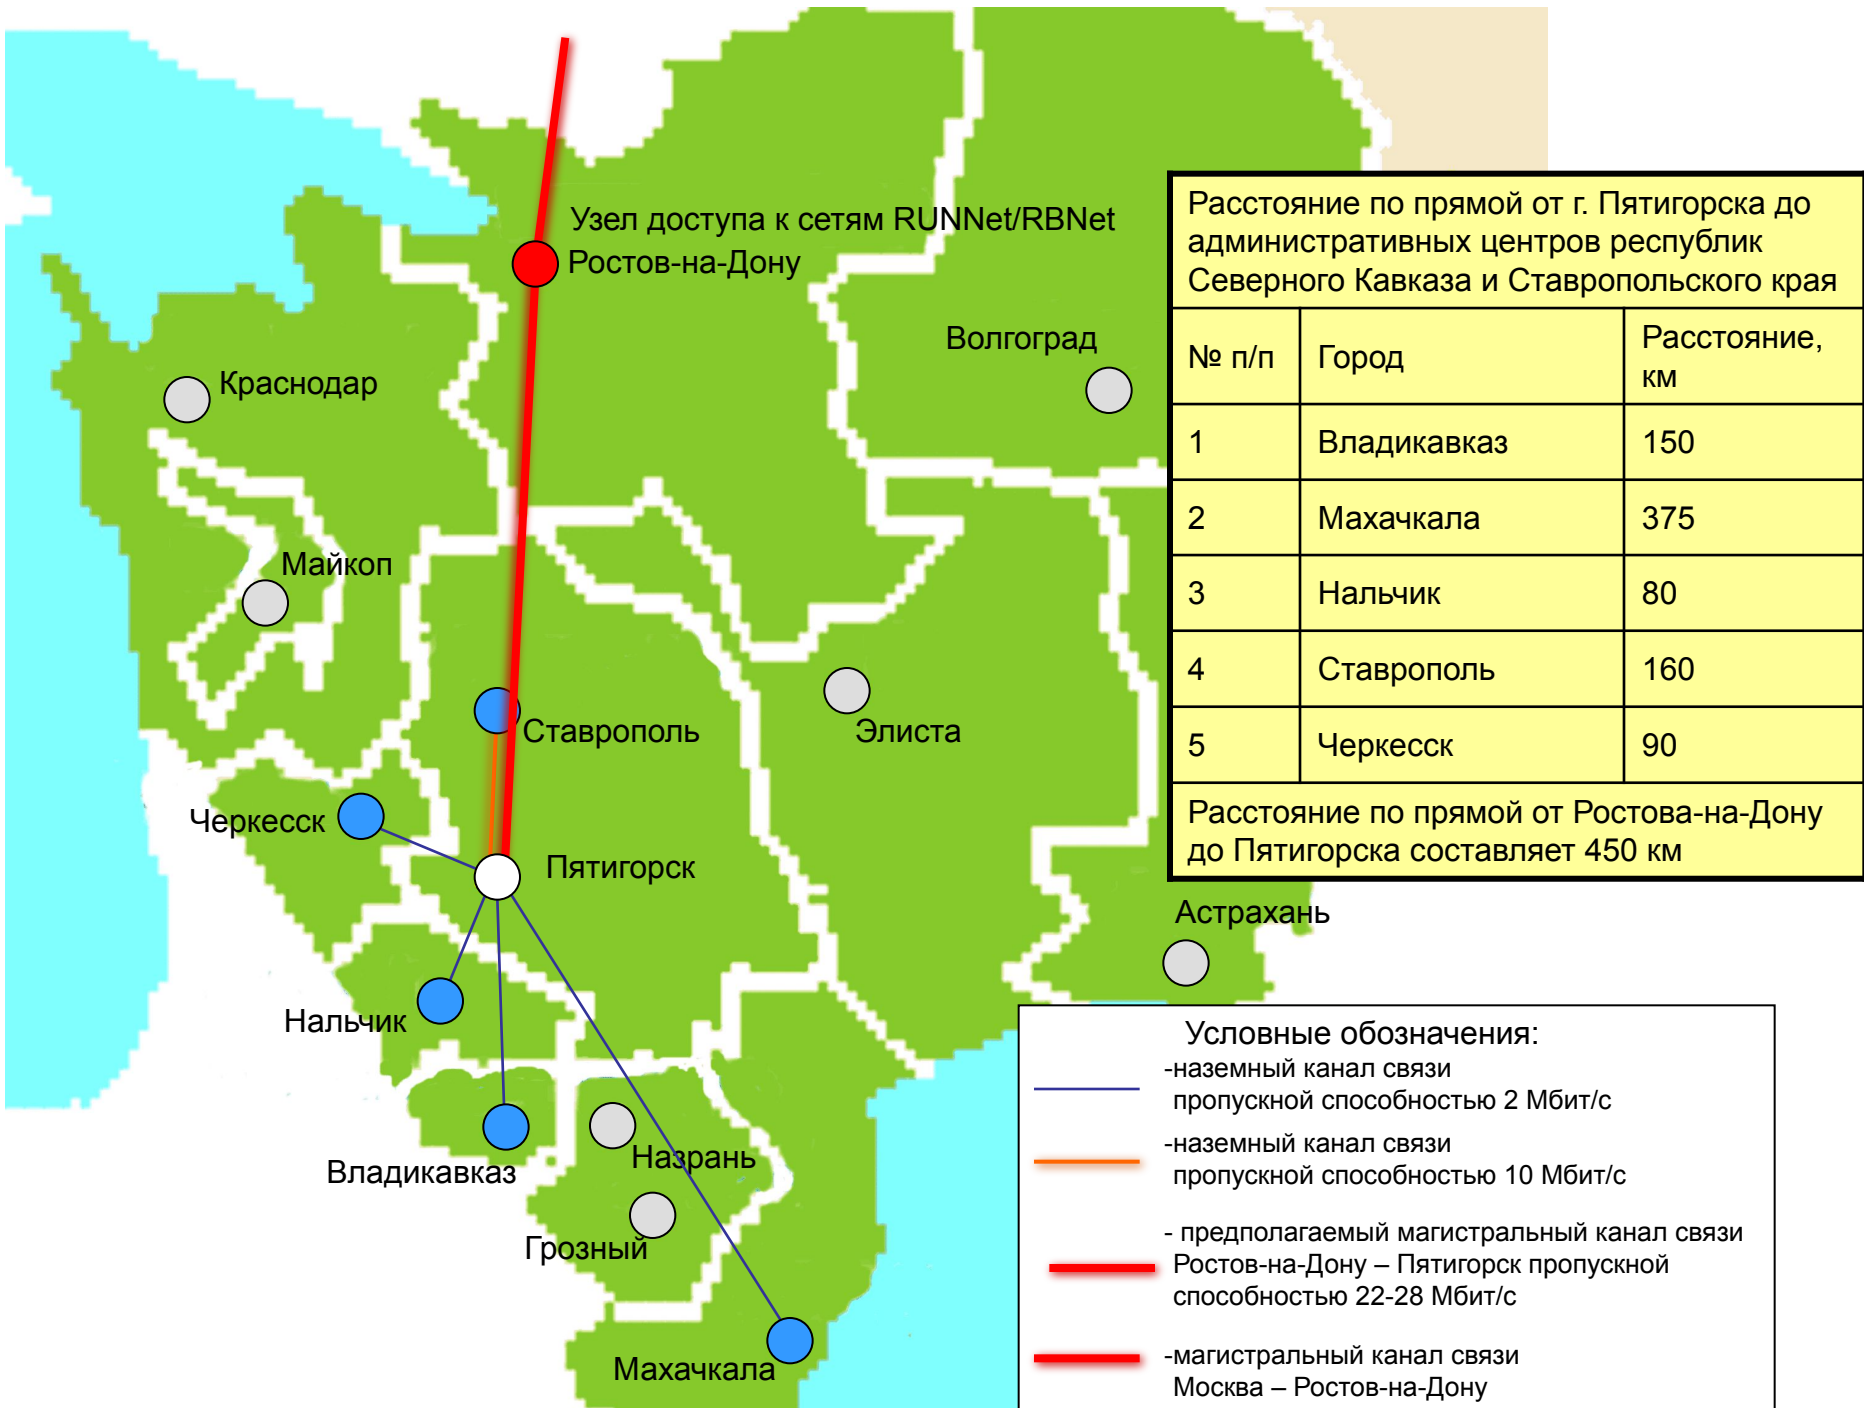 Узел доступа к сетям RUNNet/RBNet
Ростов-на-Дону
Волгоград
Краснодар
Майкоп
Ставрополь
Элиста
Черкесск
Пятигорск
Астрахань
Нальчик
Владикавказ
Назрань
Грозный
Махачкала
Расстояние по прямой от г. Пятигорска до
административных центров республик
Северного Кавказа и Ставропольского края
№ п/п Город Расстояние,
км
1 Владикавказ 150
2 Махачкала 375
3 Нальчик 80
4 Ставрополь 160
5 Черкесск 90
Расстояние по прямой от Ростова-на-Дону
до Пятигорска составляет 450 км
Условные обозначения:
-наземный канал связи
пропускной способностью 2 Мбит/с
-наземный канал связи
пропускной способностью 10 Мбит/с
- предполагаемый магистральный канал связи
Ростов-на-Дону – Пятигорск пропускной
способностью 22-28 Мбит/с
-магистральный канал связи
Москва – Ростов-на-Дону